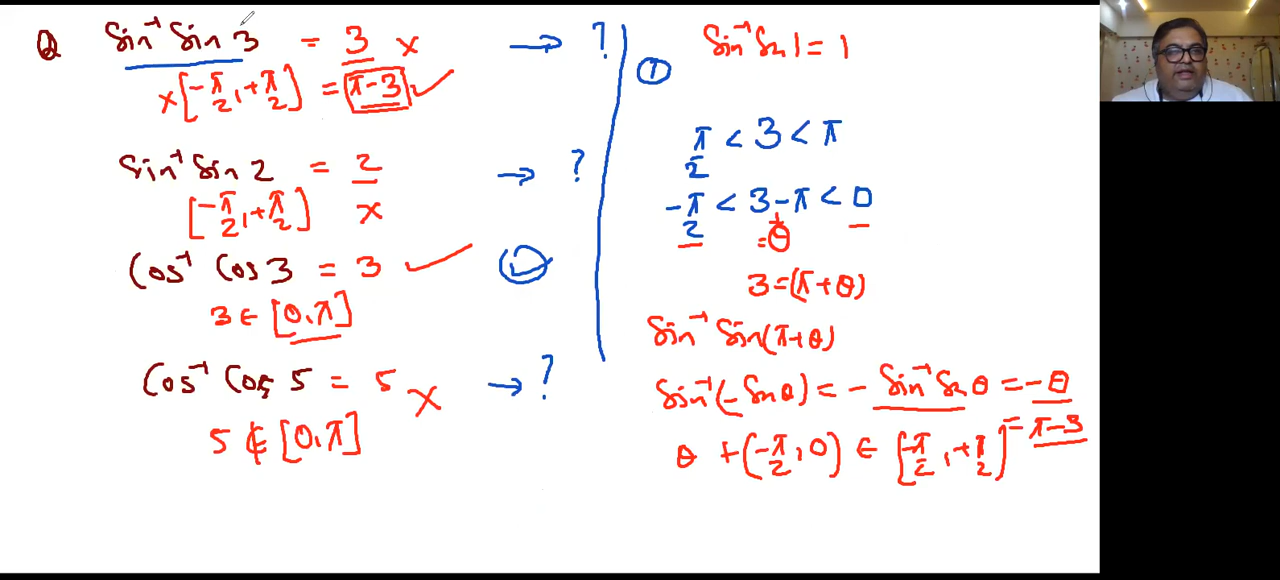 Q Sin⁻¹ Sin 3 = 3 × → ?
× [-π/2, +π/2] = π-3 ✓
Sin⁻¹ Sin 2 = 2 → ?
[-π/2, +π/2] ×
Cos⁻¹ Cos 3 = 3 ✓
3 ∈ [0, π]
Cos⁻¹ Cos 5 = 5 × → ?
5 ∉ [0, π]
Sin⁻¹ Sin 1 = 1
①
π/2 < 3 < π
-π/2 < 3-π < 0
= θ
3 = (π+θ)
Sin⁻¹ Sin(π+θ)
Sin⁻¹(-Sinθ) = - Sin⁻¹ Sin θ = -θ
= π-3
θ + (-π/2, 0) ∈ [-π/2, +π/2]